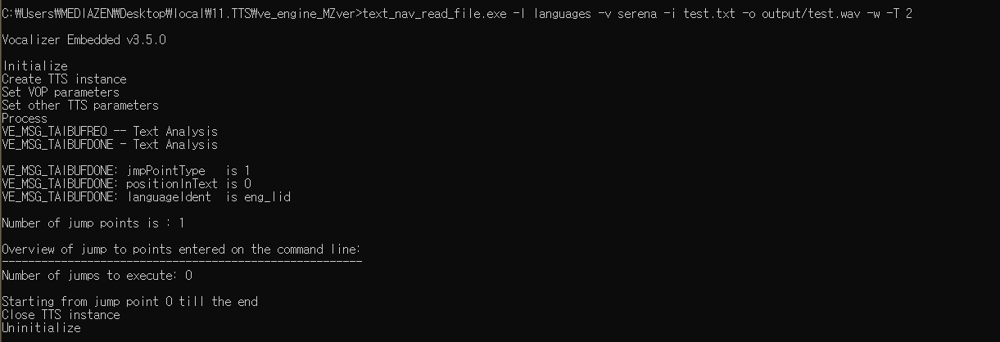 C:₩Users₩MEDIAZEN₩Desktop₩local₩11.TTS₩ve_engine_MZver>text_nav_read_file.exe -l languages -v serena -i test.txt -o output/test.wav -w -T 2
Vocalizer Embedded v3.5.0
Initialize
Create TTS instance
Set VOP parameters
Set other TTS parameters
Process
VE_MSG_TAIBUFREQ -- Text Analysis
VE_MSG_TAIBUFDONE - Text Analysis
VE_MSG_TAIBUFDONE: jmpPointType   is 1
VE_MSG_TAIBUFDONE: positionInText is 0
VE_MSG_TAIBUFDONE: languageIdent  is eng_lid
Number of jump points is : 1
Overview of jump to points entered on the command line:
-------------------------------------------------------
Number of jumps to execute: 0
Starting from jump point 0 till the end
Close TTS instance
Uninitialize